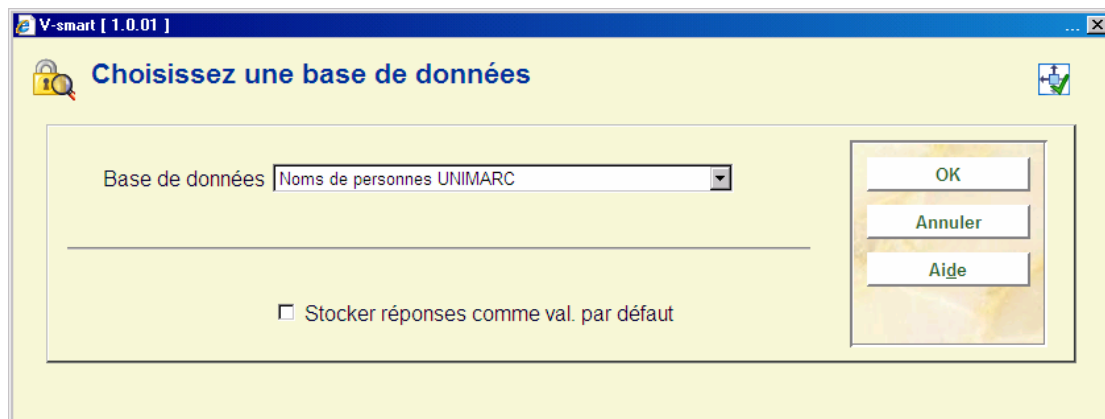 V-smart [ 1.0.01 ]
...
Choisissez une base de données
Base de données Noms de personnes UNIMARC
OK
Annuler
Aide
Stocker réponses comme val. par défaut